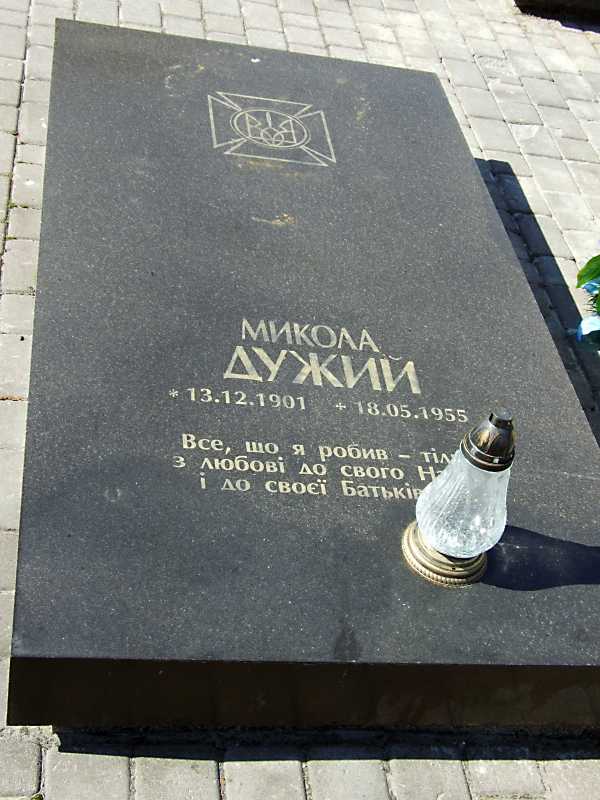 МИКОЛА
ДУЖИЙ
* 13.12.1901 + 18.05.1955
Все, що я робив –
з любові до свого
і до своєї